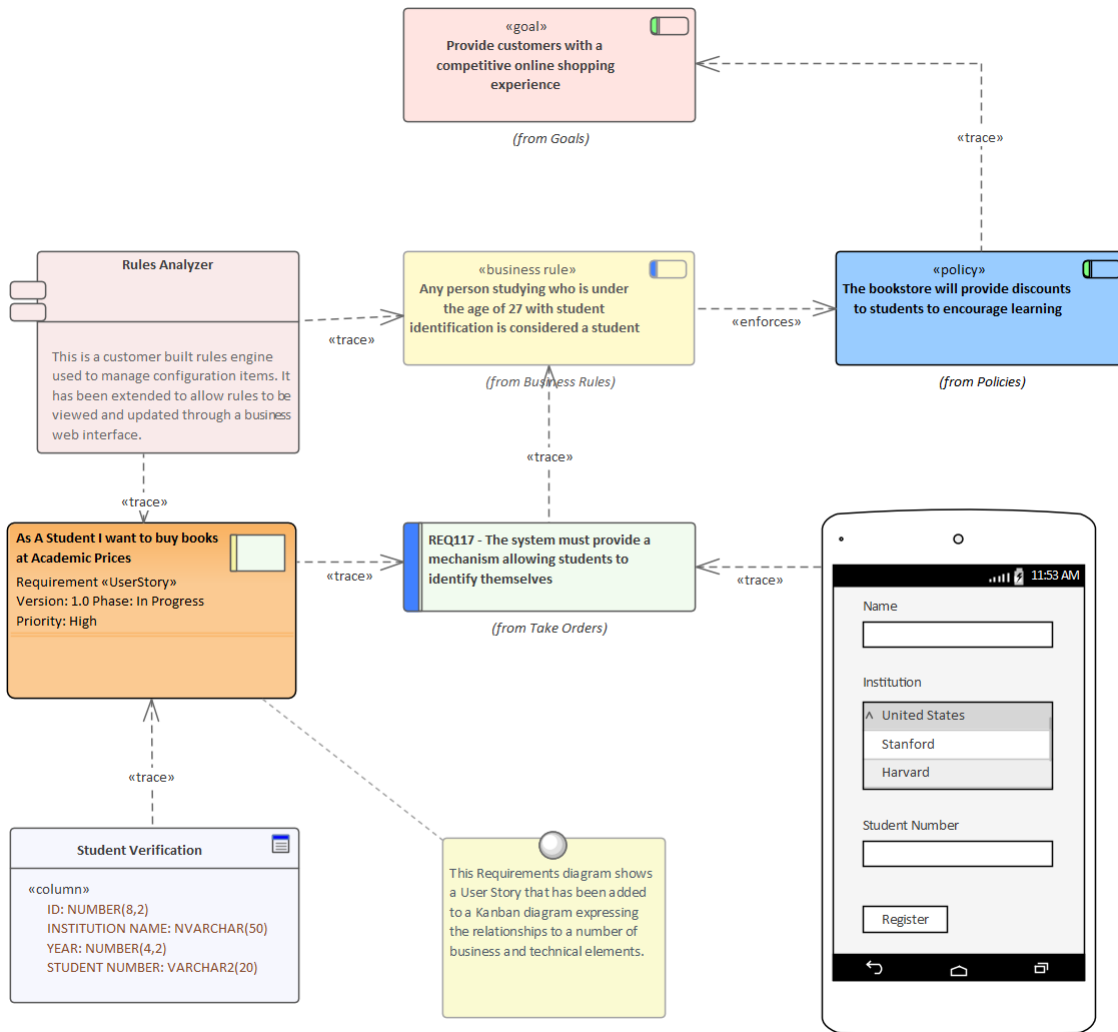 «goal»
Provide customers with a
competitive online shopping
experience
(from Goals)
«trace»
Rules Analyzer
This is a customer built rules engine
used to manage configuration items. It
has been extended to allow rules to be
viewed and updated through a business
web interface.
«trace»
«business rule»
Any person studying who is under
the age of 27 with student
identification is considered a student
(from Business Rules)
«enforces»
«policy»
The bookstore will provide discounts
to students to encourage learning
(from Policies)
«trace»
«trace»
As A Student I want to buy books
at Academic Prices
Requirement «UserStory»
Version: 1.0 Phase: In Progress
Priority: High
«trace»
REQ117 - The system must provide a
mechanism allowing students to
identify themselves
(from Take Orders)
«trace»
11:53 AM
Name
Institution
United States
Stanford
Harvard
Student Number
Register
«trace»
Student Verification
«column»
ID: NUMBER(8,2)
INSTITUTION NAME: NVARCHAR(50)
YEAR: NUMBER(4,2)
STUDENT NUMBER: VARCHAR2(20)
This Requirements diagram shows
a User Story that has been added
to a Kanban diagram expressing
the relationships to a number of
business and technical elements.